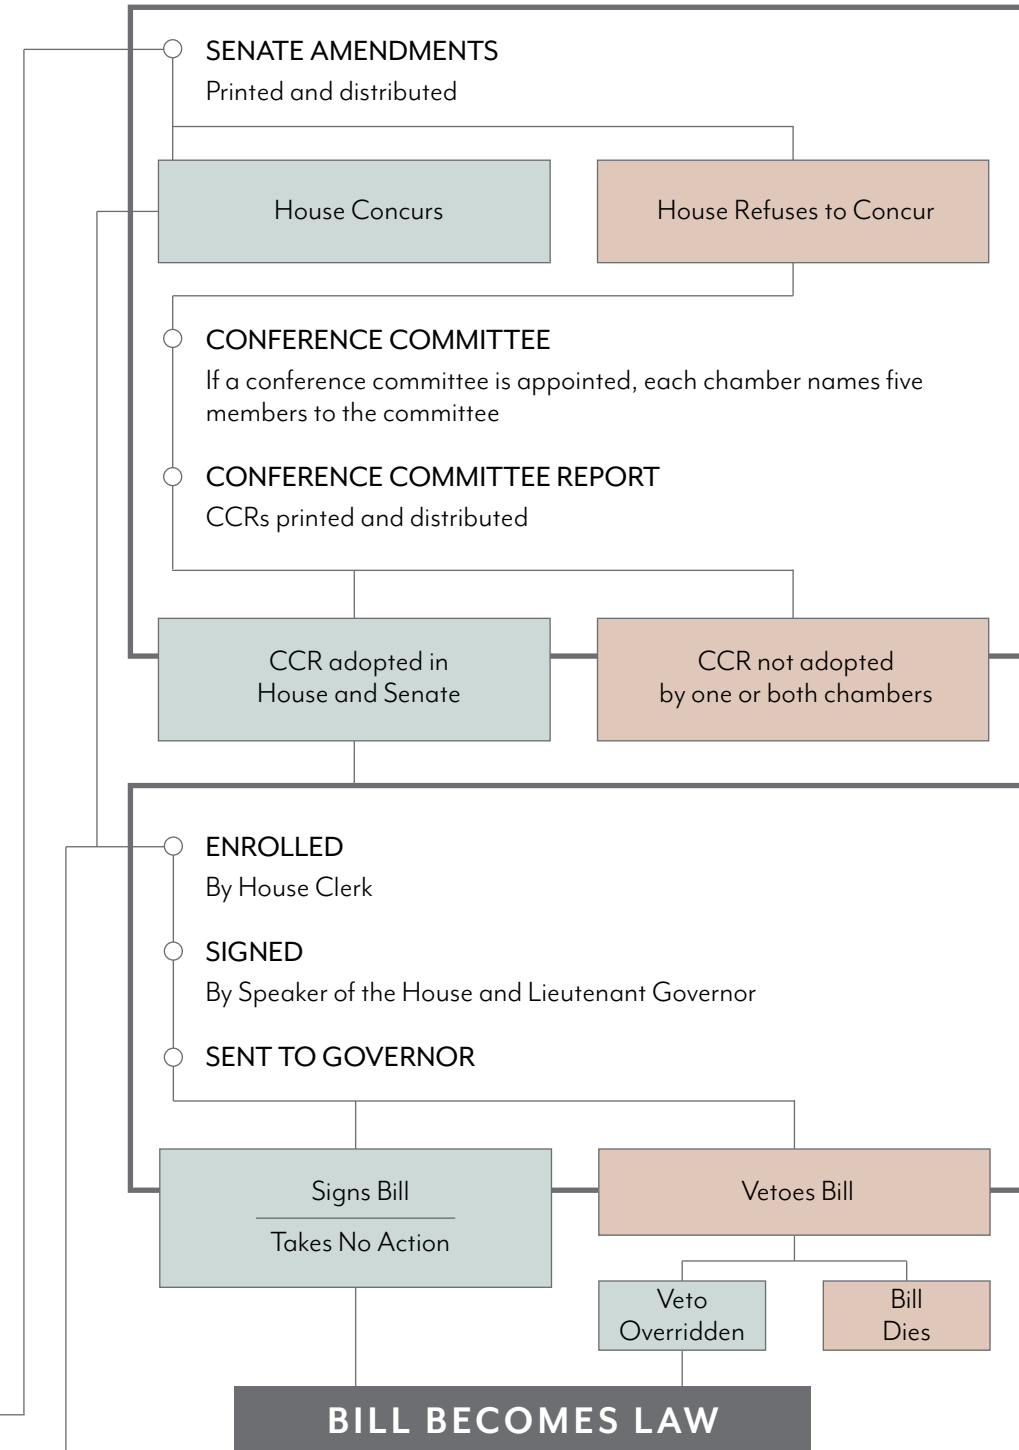 SENATE AMENDMENTS
Printed and distributed
House Concurs
House Refuses to Concur
CONFERENCE COMMITTEE
If a conference committee is appointed, each chamber names five
members to the committee
CONFERENCE COMMITTEE REPORT
CCRs printed and distributed
CCR adopted in
House and Senate
CCR not adopted
by one or both chambers
ENROLLED
By House Clerk
SIGNED
By Speaker of the House and Lieutenant Governor
SENT TO GOVERNOR
Signs Bill
Takes No Action
Vetoes Bill
Veto
Overridden
Bill
Dies
BILL BECOMES LAW